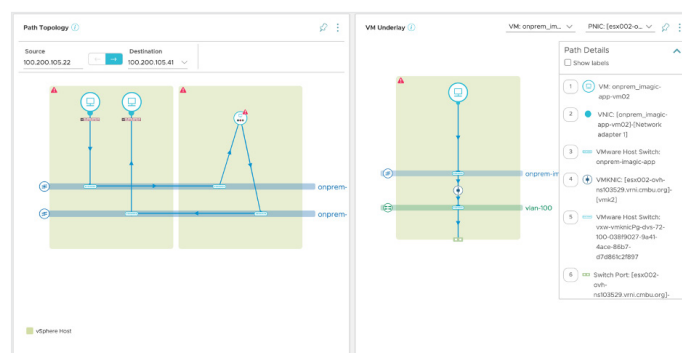 Path Topology
Source
100.200.105.22
Destination
100.200.105.41
onprem-
onprem-
vSphere Host
VM Underlay
VM: onprem_im...
PNIC: [esx002-o...
onprem-im
vlan-100
Path Details
Show labels
1 VM: onprem_imagic-
app-vm02
2 VNIC: [onprem_imagic-
app-vm02]-[Network
adapter 1]
3 VMware Host Switch:
onprem-imagic-app
4 VMKNIC: [esx002-ovh-
ns103529.vrni.cmbu.org]-
[vmk2]
5 VMware Host Switch:
vxw-vmknicPg-dvs-72-
100-038f9027-9a41-
4ace-86b7-
d7d861c2f897
6 Switch Port: [esx002-
ovh-
ns103529.vrni.cmbu.org]-